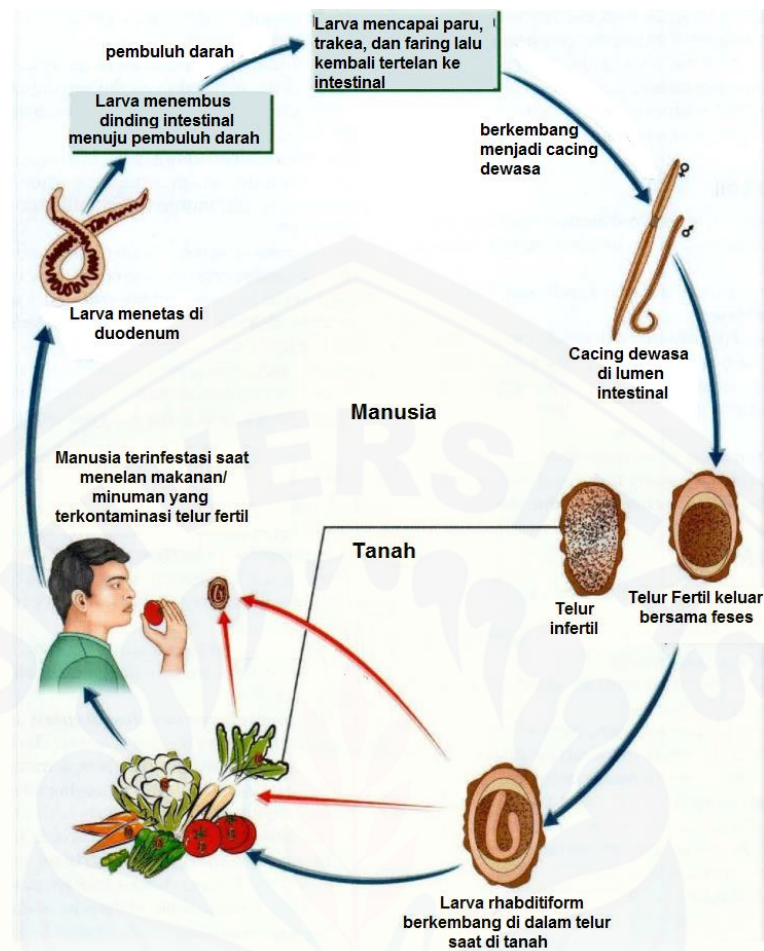 pembuluh darah
Larva mencapai paru,
trakea, dan faring lalu
kembali tertelan ke
intestinal
Larva menembus
dinding intestinal
menuju pembuluh darah
berkembang
menjadi cacing
dewasa
♀
♂
Larva menetas di
duodenum
Cacing dewasa
di lumen
intestinal
Manusia
Manusia terinfestasi saat
menelan makanan/
minuman yang
terkontaminasi telur fertil
Tanah
Telur
infertil
Telur Fertil keluar
bersama feses
Larva rhabditiform
berkembang di dalam telur
saat di tanah